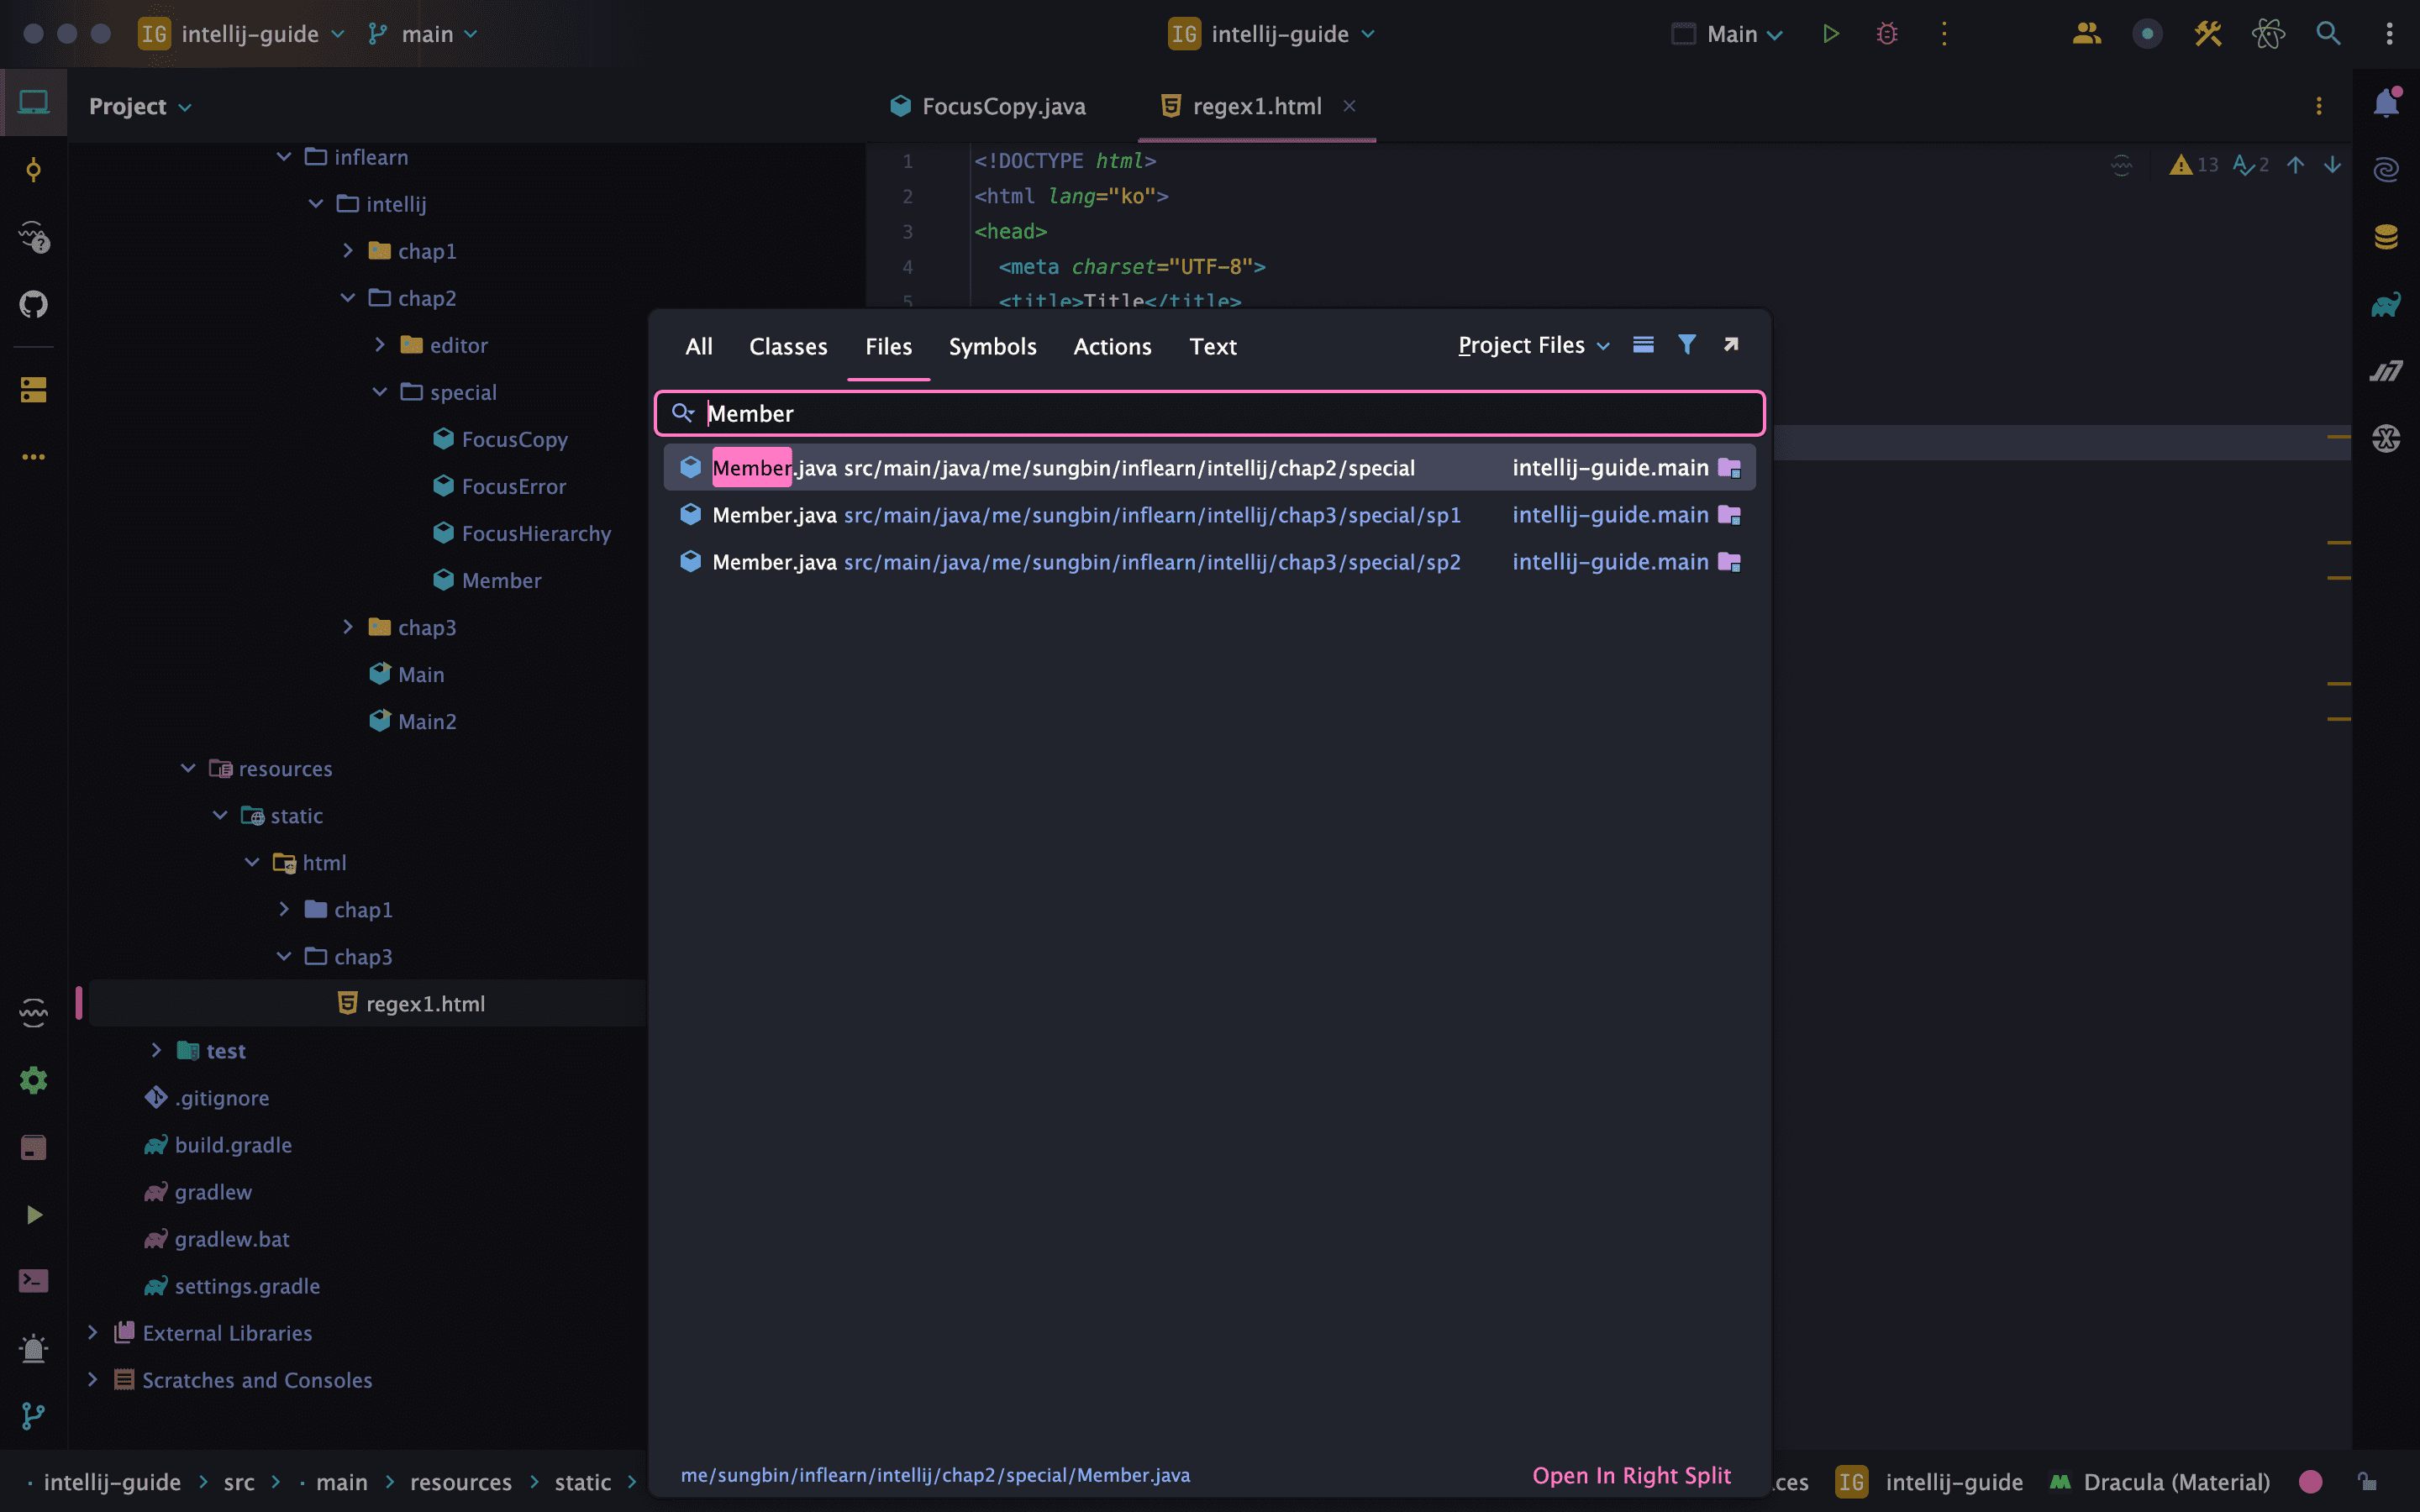 IG intellij-guide main IG intellij-guide Main
Project
inflearn
intellij
chap1
chap2
editor
special
FocusCopy
FocusError
FocusHierarchy
Member
chap3
Main
Main2
resources
static
html
chap1
chap3
regex1.html
test
.gitignore
build.gradle
gradlew
gradlew.bat
settings.gradle
External Libraries
Scratches and Consoles
FocusCopy.java regex1.html
1 <!DOCTYPE html>
2 <html lang="ko">
3 <head>
4 <meta charset="UTF-8">
5 <title>Title</title>
13 2
All Classes Files Symbols Actions Text Project Files
Member
Member.java src/main/java/me/sungbin/inflearn/intellij/chap2/special intellij-guide.main
Member.java src/main/java/me/sungbin/inflearn/intellij/chap3/special/sp1 intellij-guide.main
Member.java src/main/java/me/sungbin/inflearn/intellij/chap3/special/sp2 intellij-guide.main
me/sungbin/inflearn/intellij/chap2/special/Member.java Open In Right Split
intellij-guide > src > main > resources > static > ces IG intellij-guide Dracula (Material)